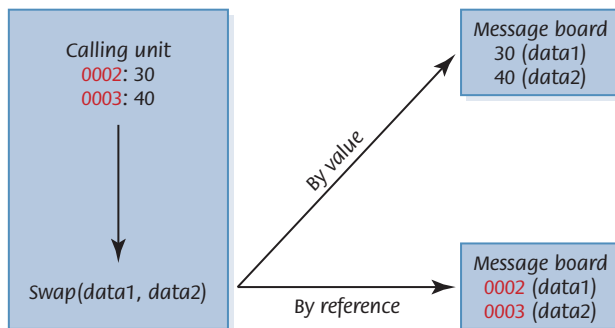 Calling unit
0002: 30
0003: 40
Swap(data1, data2)
By value
By reference
Message board
30 (data1)
40 (data2)
Message board
0002 (data1)
0003 (data2)